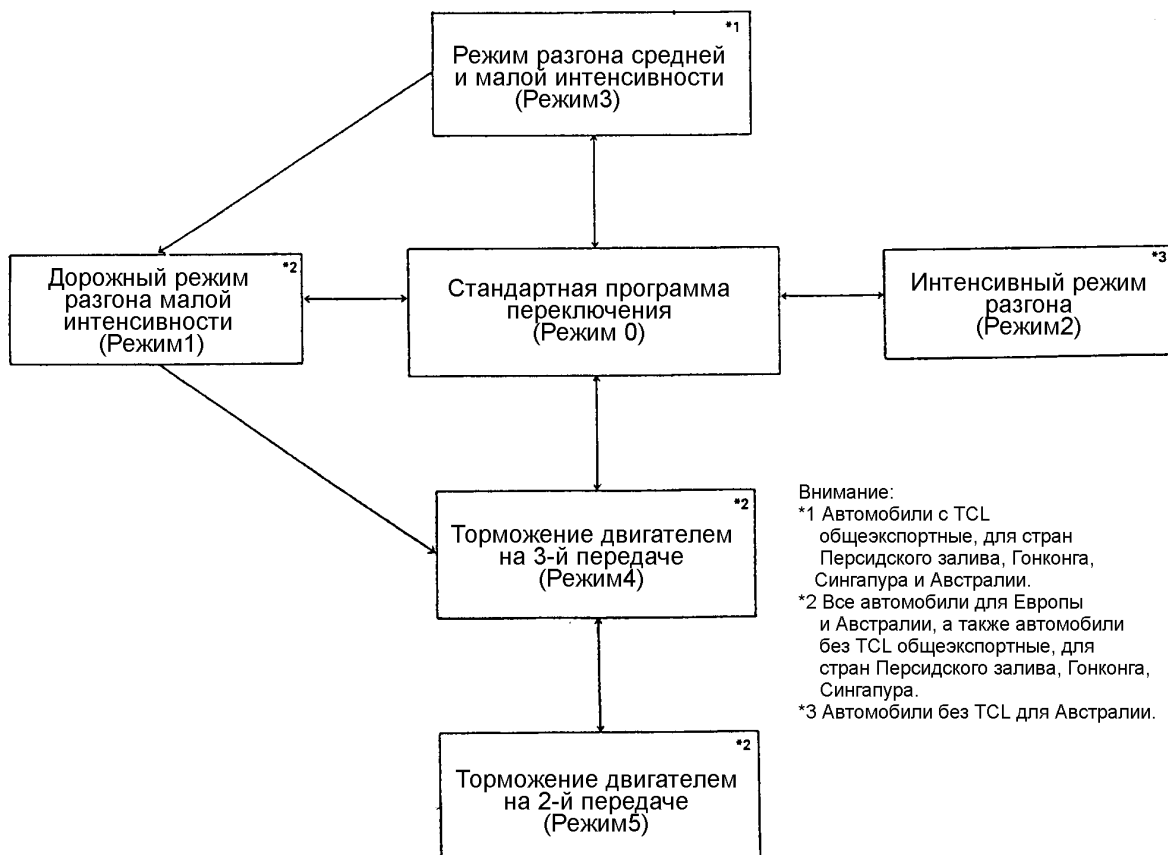 *1
Режим разгона средней
и малой интенсивности
(Режим3)
*2
Дорожный режим
разгона малой
интенсивности
(Режим1)
Стандартная программа
переключения
(Режим 0)
*3
Интенсивный режим
разгона
(Режим2)
*2
Торможение двигателем
на 3-й передаче
(Режим4)
*2
Торможение двигателем
на 2-й передаче
(Режим5)
Внимание:
*1 Автомобили с TCL
общеэкспортные, для стран
Персидского залива, Гонконга,
Сингапура и Австралии.
*2 Все автомобили для Европы
и Австралии, а также автомобили
без TCL общеэкспортные, для
стран Персидского залива, Гонконга,
Сингапура.
*3 Автомобили без TCL для Австралии.